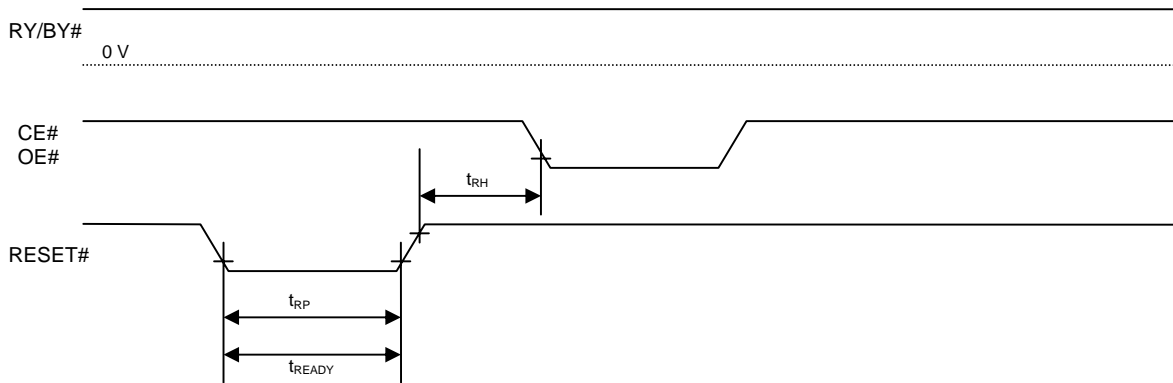 RY/BY#
0 V
CE#
OE#
tRH
RESET#
tRP
tREADY